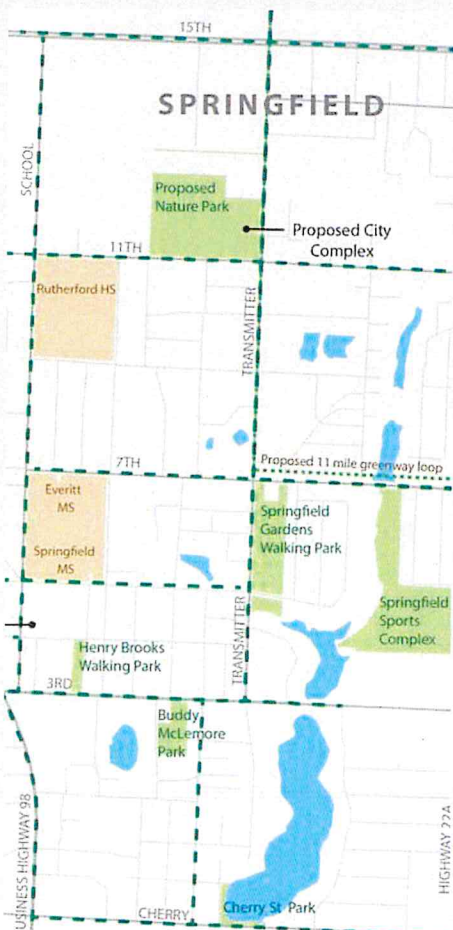 15TH
SPRINGFIELD
SCHOOL
Proposed
Nature Park
Proposed City
Complex
11TH
Rutherford HS
TRANSMITTER
Proposed 11 mile greenway loop
7TH
Everitt
MS
Springfield
MS
Springfield
Gardens
Walking Park
Springfield
Sports
Complex
TRANSMITTER
Henry Brooks
Walking Park
3RD
Buddy
McLemore
Park
USINESS HIGHWAY 98
HIGHWAY 22A
Cherry St Park
CHERRY